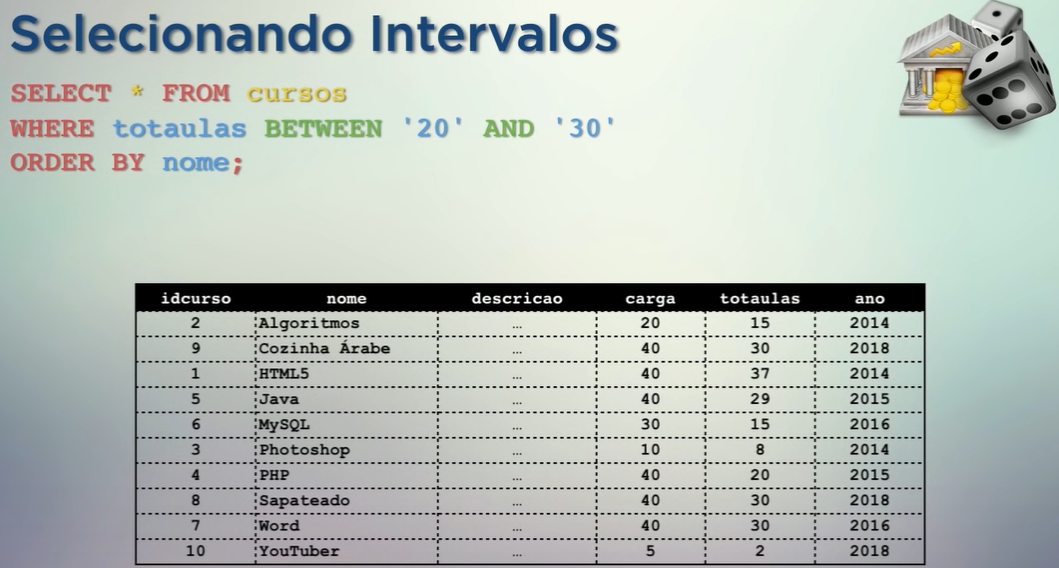 Selecionando Intervalos
SELECT * FROM cursos
WHERE totaulas BETWEEN '20' AND '30'
ORDER BY nome;
idcurso nome descricao carga totaulas ano
2 Algoritmos … 20 15 2014
9 Cozinha Árabe … 40 30 2018
1 HTML5 … 40 37 2014
5 Java … 40 29 2015
6 MySQL … 30 15 2016
3 Photoshop … 10 8 2014
4 PHP … 40 20 2015
8 Sapateado … 40 30 2018
7 Word … 40 30 2016
10 YouTuber … 5 2 2018